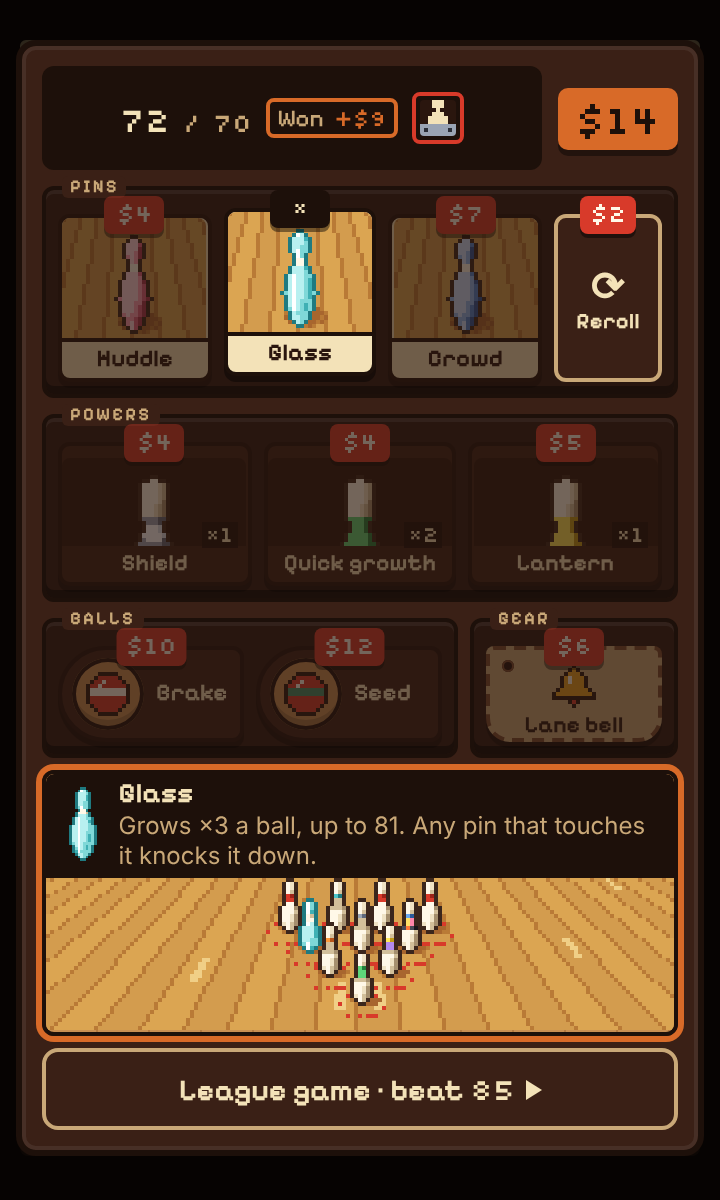 72 / 70 Won +$9
$14
PINS
$4 × $7 $2
Huddle Glass Crowd Reroll
POWERS
$4 $4 $5
×1 ×2 ×1
Shield Quick growth Lantern
BALLS GEAR
$10 $12 $6
Brake Seed
Lane bell
Glass
Grows ×3 a ball, up to 81. Any pin that touches
it knocks it down.
League game · beat 85